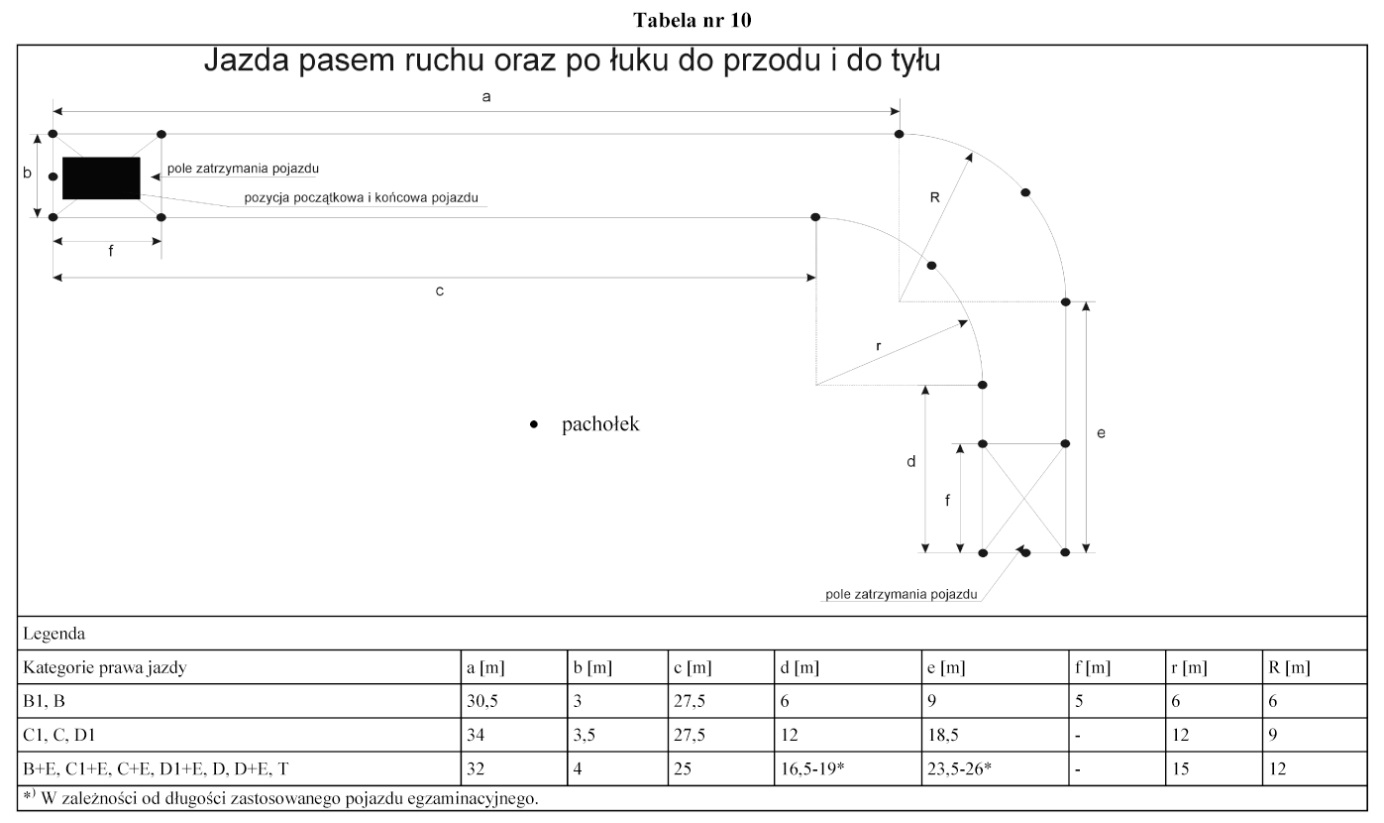 Tabela nr 10
Jazda pasem ruchu oraz po łuku do przodu i do tyłu
a
b
pole zatrzymania pojazdu
pozycja początkowa i końcowa pojazdu
R
f
c
r
pachołek
e
d
f
pole zatrzymania pojazdu
Legenda
Kategorie prawa jazdy a [m] b [m] c [m] d [m] e [m] f [m] r [m] R [m]
B1, B 30,5 3 27,5 6 9 5 6 6
C1, C, D1 34 3,5 27,5 12 18,5 - 12 9
B+E, C1+E, C+E, D1+E, D, D+E, T 32 4 25 16,5-19* 23,5-26* - 15 12
*) W zależności od długości zastosowanego pojazdu egzaminacyjnego.